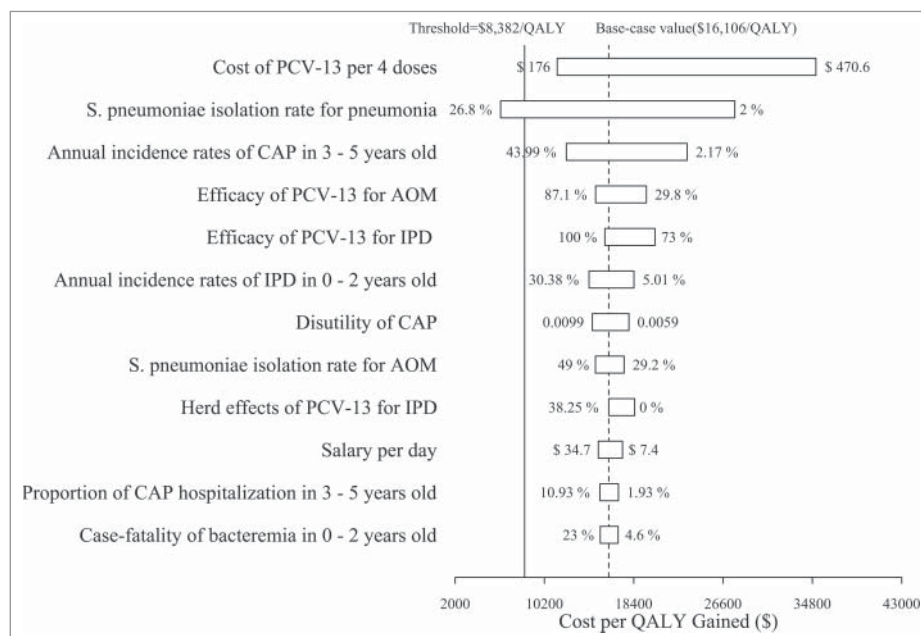 Threshold=$8,382/QALY Base-case value($16,106/QALY)
Cost of PCV-13 per 4 doses $ 176 $ 470.6
S. pneumoniae isolation rate for pneumonia 26.8 % 2 %
Annual incidence rates of CAP in 3 - 5 years old 43.99 % 2.17 %
Efficacy of PCV-13 for AOM 87.1 % 29.8 %
Efficacy of PCV-13 for IPD 100 % 73 %
Annual incidence rates of IPD in 0 - 2 years old 30.38 % 5.01 %
Disutility of CAP 0.0099 0.0059
S. pneumoniae isolation rate for AOM 49 % 29.2 %
Herd effects of PCV-13 for IPD 38.25 % 0 %
Salary per day $ 34.7 $ 7.4
Proportion of CAP hospitalization in 3 - 5 years old 10.93 % 1.93 %
Case-fatality of bacteremia in 0 - 2 years old 23 % 4.6 %
2000 10200 18400 26600 34800 43000
Cost per QALY Gained ($)